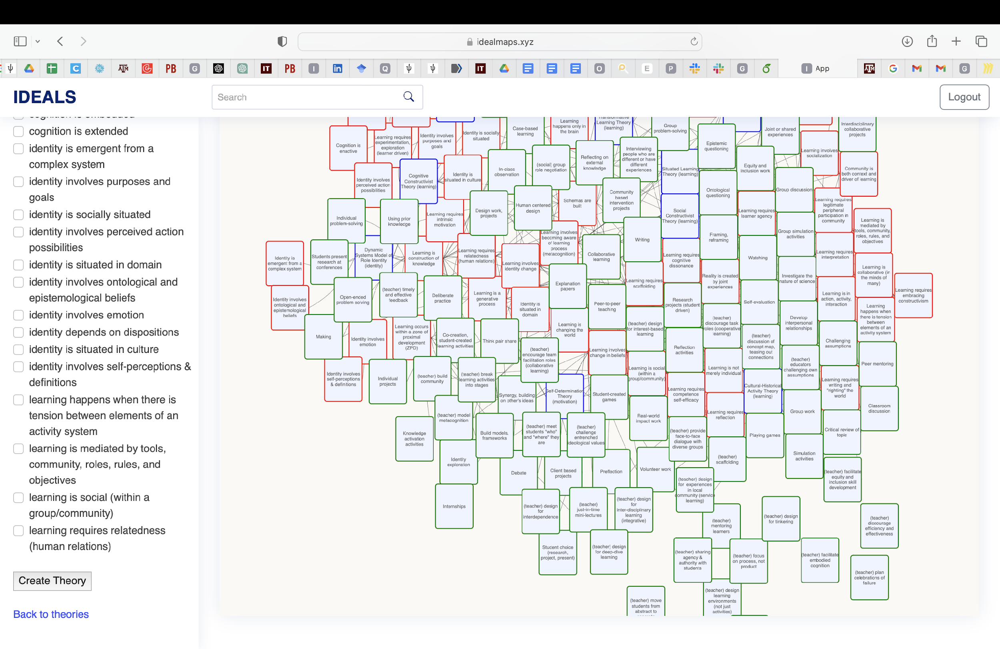 idealmaps.xyz
App
IDEALS
Search
Logout
cognition is embedded
cognition is extended
identity is emergent from a
complex system
identity involves purposes and
goals
identity is socially situated
identity involves perceived action
possibilities
identity is situated in domain
identity involves ontological and
epistemological beliefs
identity involves emotion
identity depends on dispositions
identity is situated in culture
identity involves self-perceptions &
definitions
learning happens when there is
tension between elements of an
activity system
learning is mediated by tools,
community, roles, rules, and
objectives
learning is social (within a
group/community)
learning requires relatedness
(human relations)
Create Theory
Back to theories
Cognition is
enactive
Learning requires
experimentation,
exploration
(learner driven)
Identity involves
purposes and
goals
Identity is socially
situated
Case-based
learning
Learning
happens only in
the brain
Transformative
Learning Theory
(learning)
Group
problem-solving
Epistemic
questioning
Joint or shared
experiences
Interdisciplinary
collaborative
projects
Identity involves
perceived action
possibilities
Cognitive
Constructivist
Theory (learning)
Identity is
situated in culture
In-class
observation
(social) group
role negotiation
Reflecting on
external
knowledge
Interviewing
people who are
different or have
different
experiences
Situated Learning
Theory (learning)
Equity and
inclusion work
Learning involves
socialization
Community is
both context and
driver of learning
Individual
problem-solving
Using prior
knowledge
Learning requires
intrinsic
motivation
Design work,
projects
Human centered
design
Schemas are
built
Community
based
intervention
projects
Social
Constructivist
Theory (learning)
Ontological
questioning
Learning requires
learner agency
Group discussion
Learning requires
legitimate
peripheral
participation in
community
Learning is
mediated by
tools, community,
roles, rules, and
objectives
Identity is
emergent from a
complex system
Students present
research at
conferences
Dynamic
Systems Model of
Role Identity
(identity)
Learning is
construction of
knowledge
Learning requires
relatedness
(human relations)
Learning involves
identity change
Learning involves
becoming aware
of learning
process
(metacognition)
Collaborative
learning
Writing
Learning requires
cognitive
dissonance
Framing,
reframing
Watching
Group simulation
activities
Learning requires
interpretation
Learning is
collaborative (in
the minds of
many)
Identity involves
ontological and
epistemological
beliefs
Open-enced
problem solving
(teacher) timely
and effective
feedback
Deliberate
practice
Learning is a
generative
process
Identity is
situated in
domain
Explanation
papers
Peer-to-peer
teaching
Learning requires
scaffolding
Research
projects (student
driven)
Reality is created
by joint
experiences
Self-evaluation
Investigate the
nature of science
Learning is in
action, activity,
interaction
Learning requires
embracing
constructivism
Making
Identity involves
emotion
Learning occurs
within a zone of
proximal
development
(ZPD)
Co-creation,
student-created
learning activities
Think pair share
Learning is
changing the
world
(teacher) design
for interest-based
learning
(teacher)
discourage task
roles (cooperative
learning)
Develop
interpersonal
relationships
Learning
happens when
there is tension
between
elements of an
activity system
Identity involves
self-perceptions
& definitions
Individual
projects
(teacher) build
community
(teacher) break
learning activities
into stages
(teacher)
encourage team
facilitation roles
(collaborative
learning)
Learning involves
change in beliefs
Reflection
activities
(teacher)
discussion of
concept map,
teasing out
connections
Challenging
assumptions
Peer mentoring
Synergy, building
on other's ideas
Self-Determination
Theory
(motivation)
Student-created
games
Learning is social
(within a
group/community)
Learning requires
competence
self-efficacy
Learning is not
merely individual
Cultural-Historical
Activity Theory
(learning)
(teacher)
educators
challenging own
assumptions
Learning requires
writing and
"righting" the
world
Classroom
discussion
Knowledge
activation
activities
(teacher) model
metacognition
Build models,
frameworks
(teacher) meet
students "who"
and "where" they
are
(teacher)
challenge
entrenched
ideological values
Real-world
impact work
(teacher) provide
face-to-face
dialogue with
diverse groups
Learning requires
reflection
Playing games
Group work
Critical review of
topic
Identity
exploration
Debate
Client based
projects
Preflection
Volunteer work
(teacher)
scaffolding
Simulation
activities
(teacher) facilitate
equity and
inclusion skill
development
Internships
(teacher) design
for
interdependence
(teacher)
just-in-time
mini-lectures
(teacher) design
for
inter-disciplinary
learning
(integrative)
(teacher) design
for experiences
in local
community (service
learning)
(teacher)
mentoring
learners
(teacher) design
for tinkering
(teacher)
discourage
efficiency and
effectiveness
Student choice
(research,
project, present)
(teacher) design
for deep-dive
learning
(teacher) sharing
agency &
authority with
students
(teacher) focus
on process, not
product
(teacher) facilitate
embodied
cognition
(teacher) plan
celebrations of
failure
(teacher) move
students from
abstract to
(teacher) design
learning
environments
(not just
activities)